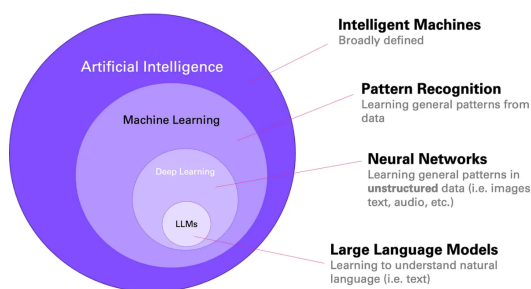 Artificial Intelligence
Machine Learning
Deep Learning
LLMs
Intelligent Machines
Broadly defined
Pattern Recognition
Learning general patterns from
data
Neural Networks
Learning general patterns in
unstructured data (i.e. images
text, audio, etc.)
Large Language Models
Learning to understand natural
language (i.e. text)